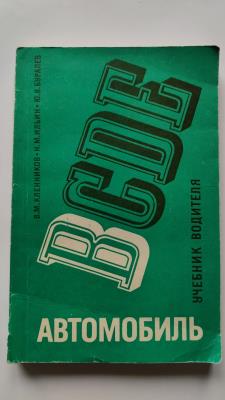 В.М.КЛЕННИКОВ·Н.М.ИЛЬИН·Ю.В.БУРАЛЕВ
BCDE
УЧЕБНИК ВОДИТЕЛЯ
АВТОМОБИЛЬ